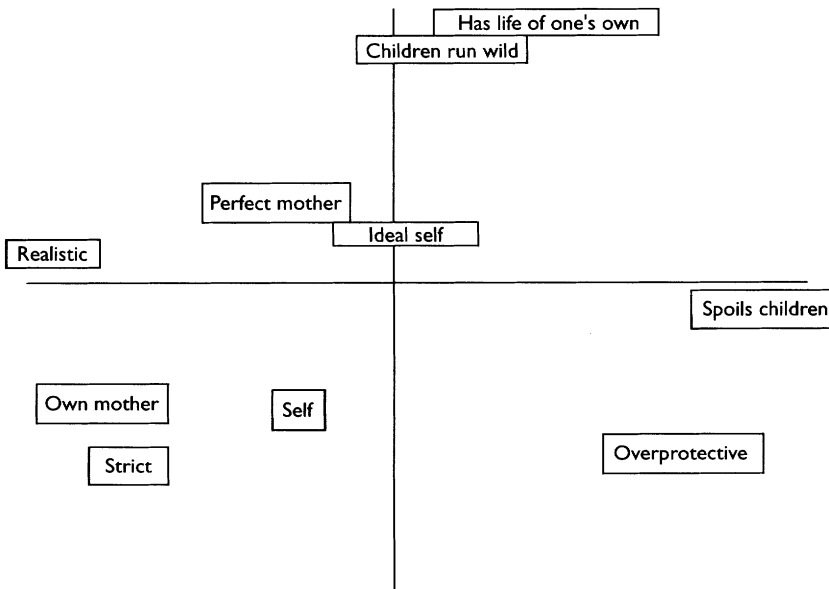 Has life of one's own
Children run wild
Perfect mother
Ideal self
Realistic
Spoils children
Own mother
Self
Strict
Overprotective